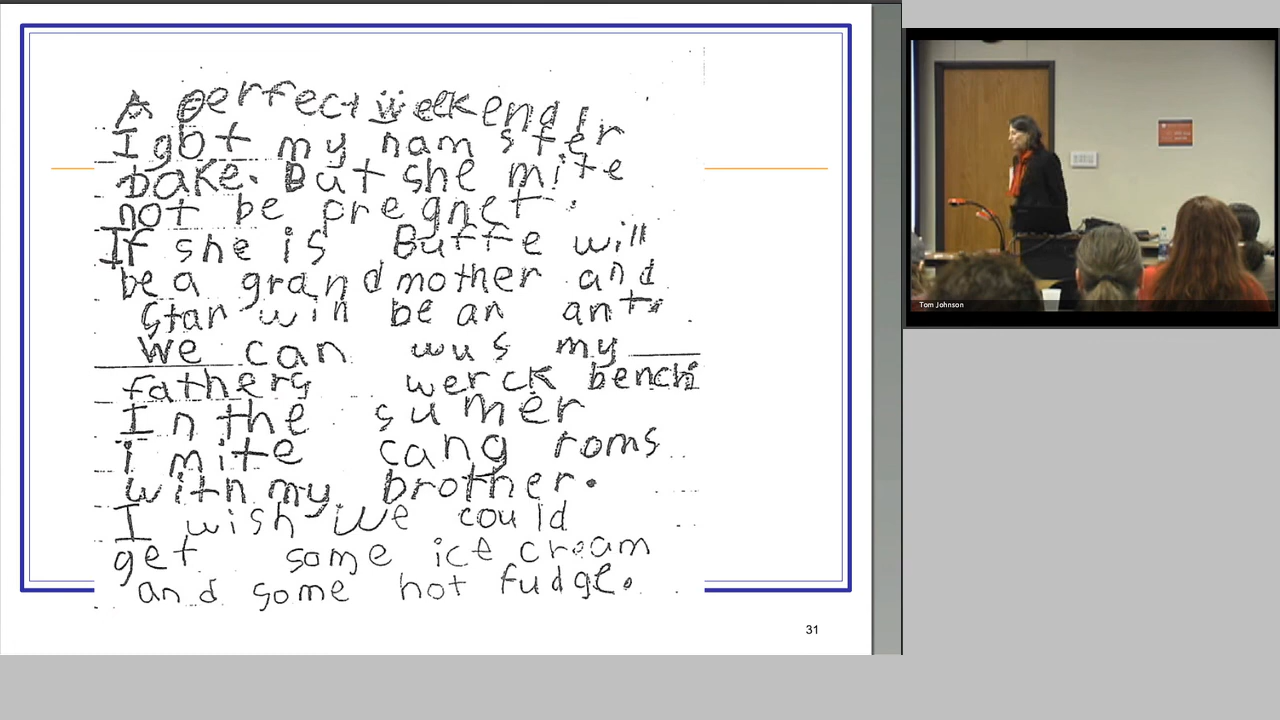 A perfect weekend.
I got my hamster
bake. But she mite
not be pregnet.
If she is Buffe will
be a grandmother and
Star will be an ant.
We can wus my
fathers werck bench
In the sumer
i mite cang roms
with my brother.
I wish we could
get some ice cream
and some hot fudge.
31
Tom Johnson